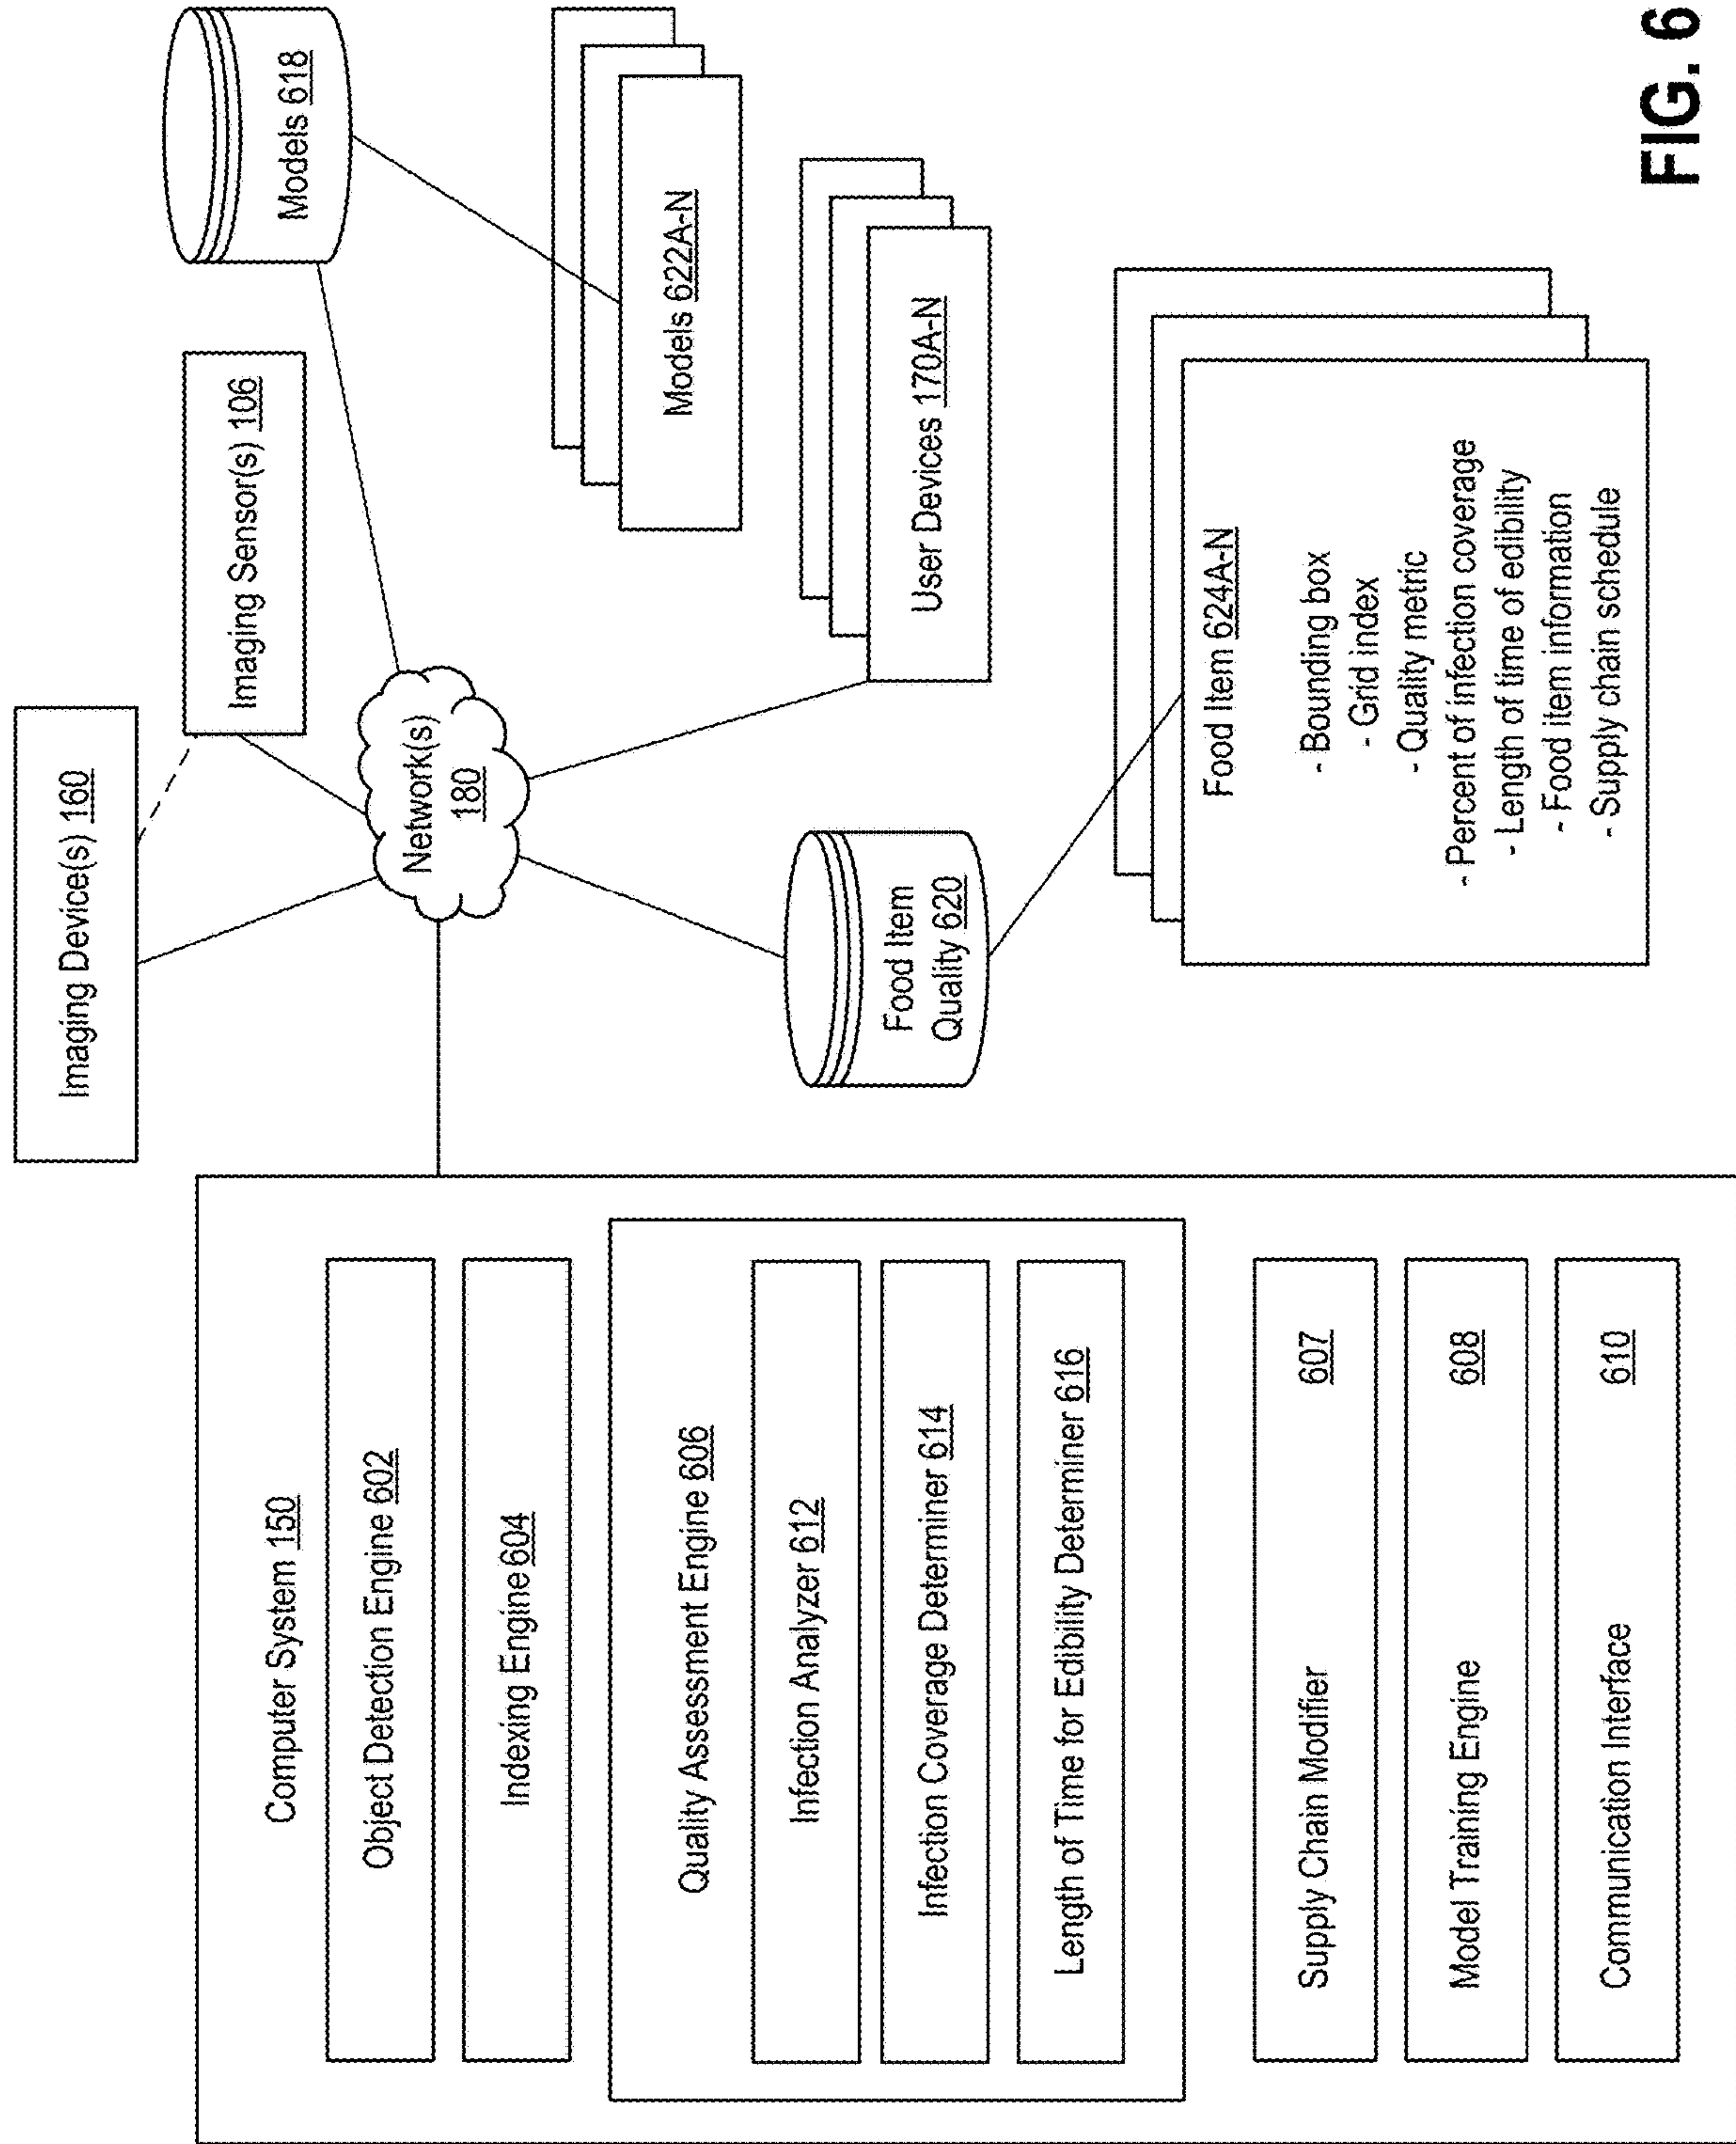 Computer System 150
Object Detection Engine 602
Indexing Engine 604
Quality Assessment Engine 606
Infection Analyzer 612
Infection Coverage Determiner 614
Length of Time for Edibility Determiner 616
Supply Chain Modifier 607
Model Training Engine 608
Communication Interface 610
Imaging Device(s) 160
Imaging Sensor(s) 106
Network(s)
180
Models 618
Models 622A-N
User Devices 170A-N
Food Item
Quality 620
Food Item 624A-N
- Bounding box
- Grid index
- Quality metric
- Percent of infection coverage
- Length of time of edibility
- Food item information
- Supply chain schedule
FIG. 6